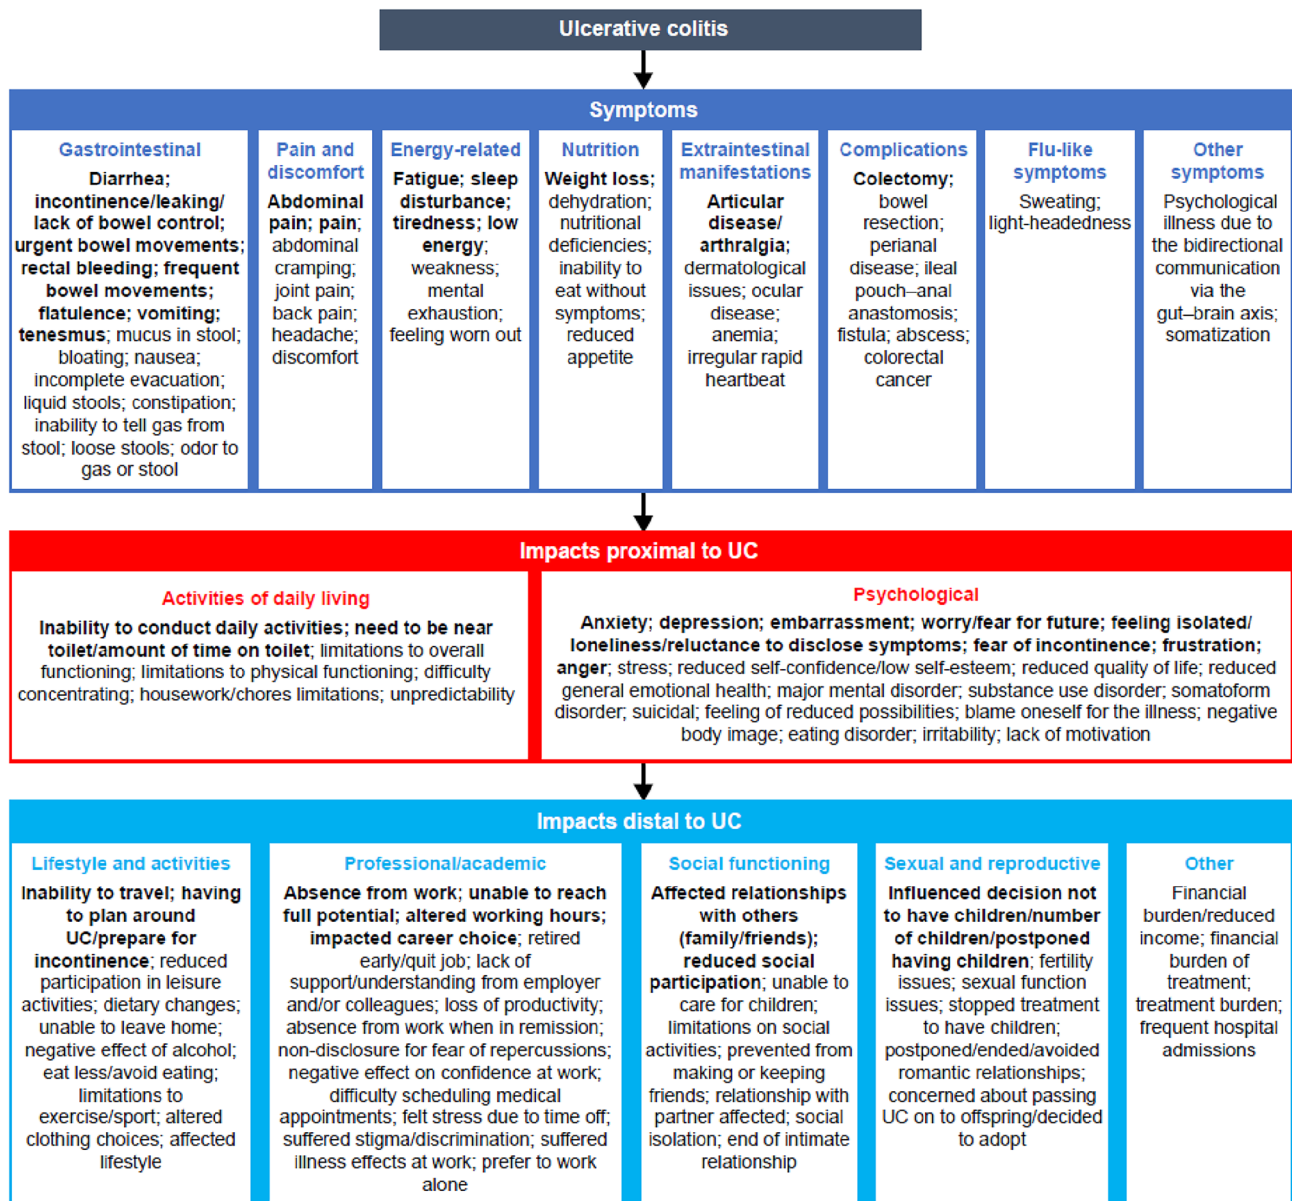 Ulcerative colitis
Symptoms
Gastrointestinal
Diarrhea;
incontinence/leaking/
lack of bowel control;
urgent bowel movements;
rectal bleeding; frequent
bowel movements;
flatulence; vomiting;
tenesmus; mucus in stool;
bloating; nausea;
incomplete evacuation;
liquid stools; constipation;
inability to tell gas from
stool; loose stools; odor to
gas or stool
Pain and
discomfort
Abdominal
pain; pain;
abdominal
cramping;
joint pain;
back pain;
headache;
discomfort
Energy-related
Fatigue; sleep
disturbance;
tiredness; low
energy;
weakness;
mental
exhaustion;
feeling worn out
Nutrition
Weight loss;
dehydration;
nutritional
deficiencies;
inability to
eat without
symptoms;
reduced
appetite
Extraintestinal
manifestations
Articular
disease/
arthralgia;
dermatological
issues; ocular
disease;
anemia;
irregular rapid
heartbeat
Complications
Colectomy;
bowel
resection;
perianal
disease; ileal
pouch–anal
anastomosis;
fistula; abscess;
colorectal
cancer
Flu-like
symptoms
Sweating;
light-headedness
Other
symptoms
Psychological
illness due to
the bidirectional
communication
via the
gut–brain axis;
somatization
Impacts proximal to UC
Activities of daily living
Inability to conduct daily activities; need to be near
toilet/amount of time on toilet; limitations to overall
functioning; limitations to physical functioning; difficulty
concentrating; housework/chores limitations; unpredictability
Psychological
Anxiety; depression; embarrassment; worry/fear for future; feeling isolated/
loneliness/reluctance to disclose symptoms; fear of incontinence; frustration;
anger; stress; reduced self-confidence/low self-esteem; reduced quality of life; reduced
general emotional health; major mental disorder; substance use disorder; somatoform
disorder; suicidal; feeling of reduced possibilities; blame oneself for the illness; negative
body image; eating disorder; irritability; lack of motivation
Impacts distal to UC
Lifestyle and activities
Inability to travel; having
to plan around
UC/prepare for
incontinence; reduced
participation in leisure
activities; dietary changes;
unable to leave home;
negative effect of alcohol;
eat less/avoid eating;
limitations to
exercise/sport; altered
clothing choices; affected
lifestyle
Professional/academic
Absence from work; unable to reach
full potential; altered working hours;
impacted career choice; retired
early/quit job; lack of
support/understanding from employer
and/or colleagues; loss of productivity;
absence from work when in remission;
non-disclosure for fear of repercussions;
negative effect on confidence at work;
difficulty scheduling medical
appointments; felt stress due to time off;
suffered stigma/discrimination; suffered
illness effects at work; prefer to work
alone
Social functioning
Affected relationships
with others
(family/friends);
reduced social
participation; unable to
care for children;
limitations on social
activities; prevented from
making or keeping
friends; relationship with
partner affected; social
isolation; end of intimate
relationship
Sexual and reproductive
Influenced decision not
to have children/number
of children/postponed
having children; fertility
issues; sexual function
issues; stopped treatment
to have children;
postponed/ended/avoided
romantic relationships;
concerned about passing
UC on to offspring/decided
to adopt
Other
Financial
burden/reduced
income; financial
burden of
treatment;
treatment burden;
frequent hospital
admissions